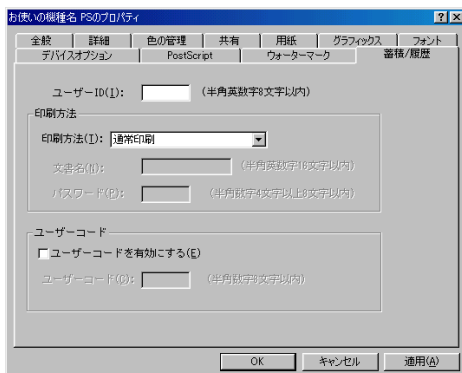 お使いの機種名 PSのプロパティ
全般 詳細 色の管理 共有 用紙 グラフィックス フォント
デバイスオプション PostScript ウォーターマーク 蓄積/履歴
ユーザーID(I): (半角英数字8文字以内)
印刷方法
印刷方法(T): 通常印刷
文書名(N): (半角英数字16文字以内)
パスワード(P): (半角数字4文字以上8文字以内)
ユーザーコード
ユーザーコードを有効にする(E)
ユーザーコード(O): (半角数字8文字以内)
OK キャンセル 適用(A)